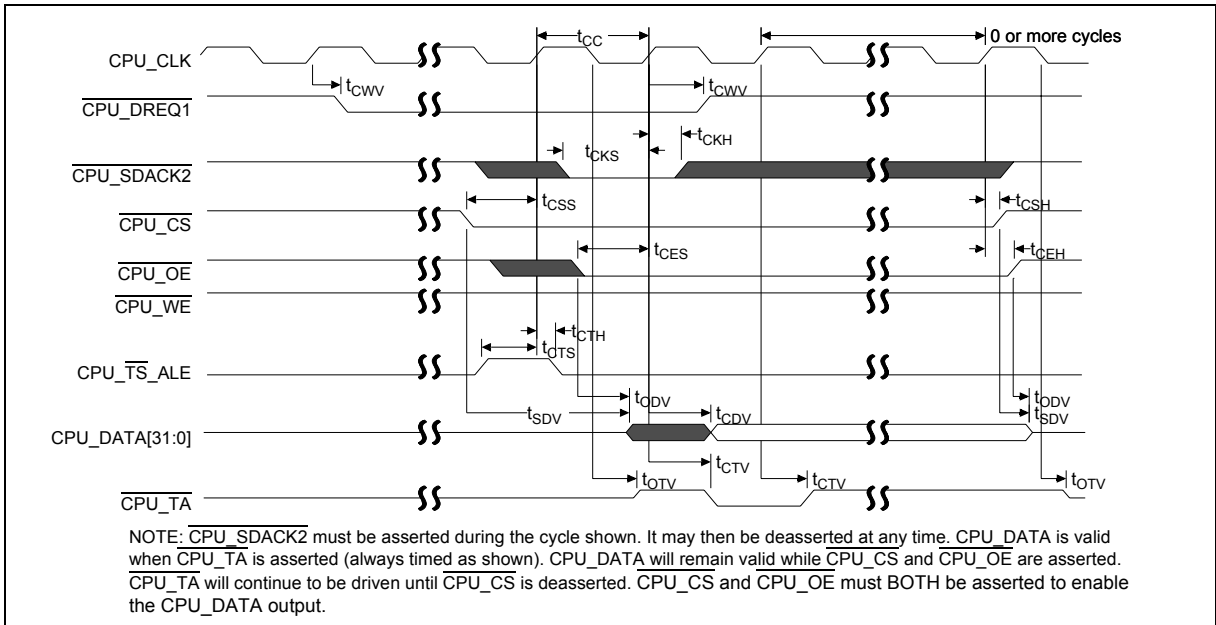 t_CC
0 or more cycles
CPU_CLK
t_CWV
t_CWV
CPU_DREQ1
t_CKH
t_CKS
CPU_SDACK2
t_CSS
t_CSH
CPU_CS
t_CES
t_CEH
CPU_OE
CPU_WE
t_CTH
t_CTS
CPU_TS_ALE
t_ODV
t_ODV
t_SDV
t_CDV
t_SDV
CPU_DATA[31:0]
t_CTV
t_OTV
t_CTV
t_OTV
CPU_TA
NOTE: CPU_SDACK2 must be asserted during the cycle shown. It may then be deasserted at any time. CPU_DATA is valid
when CPU_TA is asserted (always timed as shown). CPU_DATA will remain valid while CPU_CS and CPU_OE are asserted.
CPU_TA will continue to be driven until CPU_CS is deasserted. CPU_CS and CPU_OE must BOTH be asserted to enable
the CPU_DATA output.